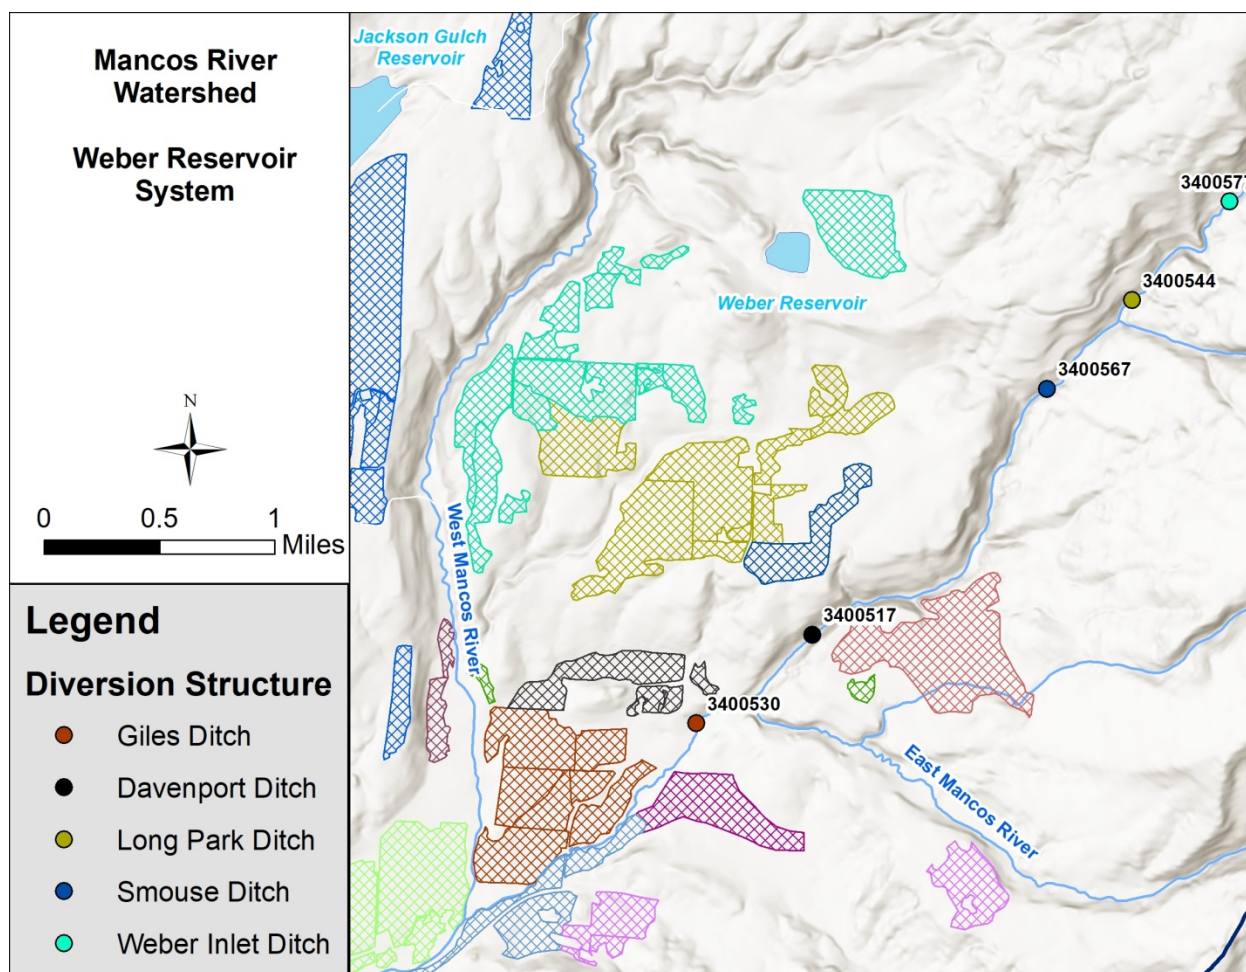 Mancos River
Watershed
Weber Reservoir
System
N
0 0.5 1
Miles
Legend
Diversion Structure
Giles Ditch
Davenport Ditch
Long Park Ditch
Smouse Ditch
Weber Inlet Ditch
Jackson Gulch
Reservoir
3400577
3400544
Weber Reservoir
3400567
West Mancos River
3400517
3400530
East Mancos River